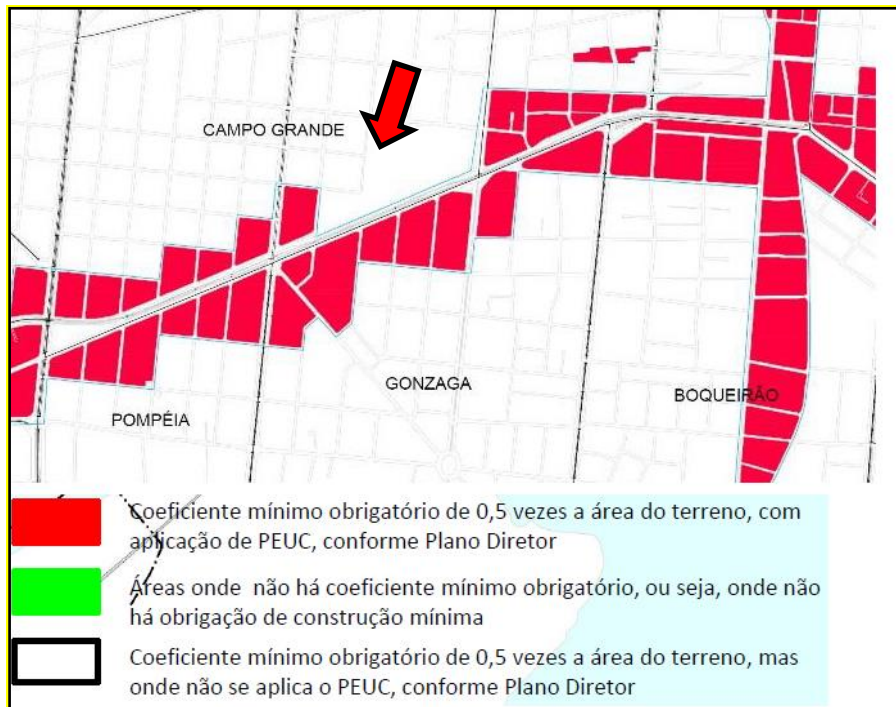 CAMPO GRANDE
GONZAGA
BOQUEIRÃO
POMPÉIA
Coeficiente mínimo obrigatório de 0,5 vezes a área do terreno, com
aplicação de PEUC, conforme Plano Diretor
Áreas onde não há coeficiente mínimo obrigatório, ou seja, onde não
há obrigação de construção mínima
Coeficiente mínimo obrigatório de 0,5 vezes a área do terreno, mas
onde não se aplica o PEUC, conforme Plano Diretor